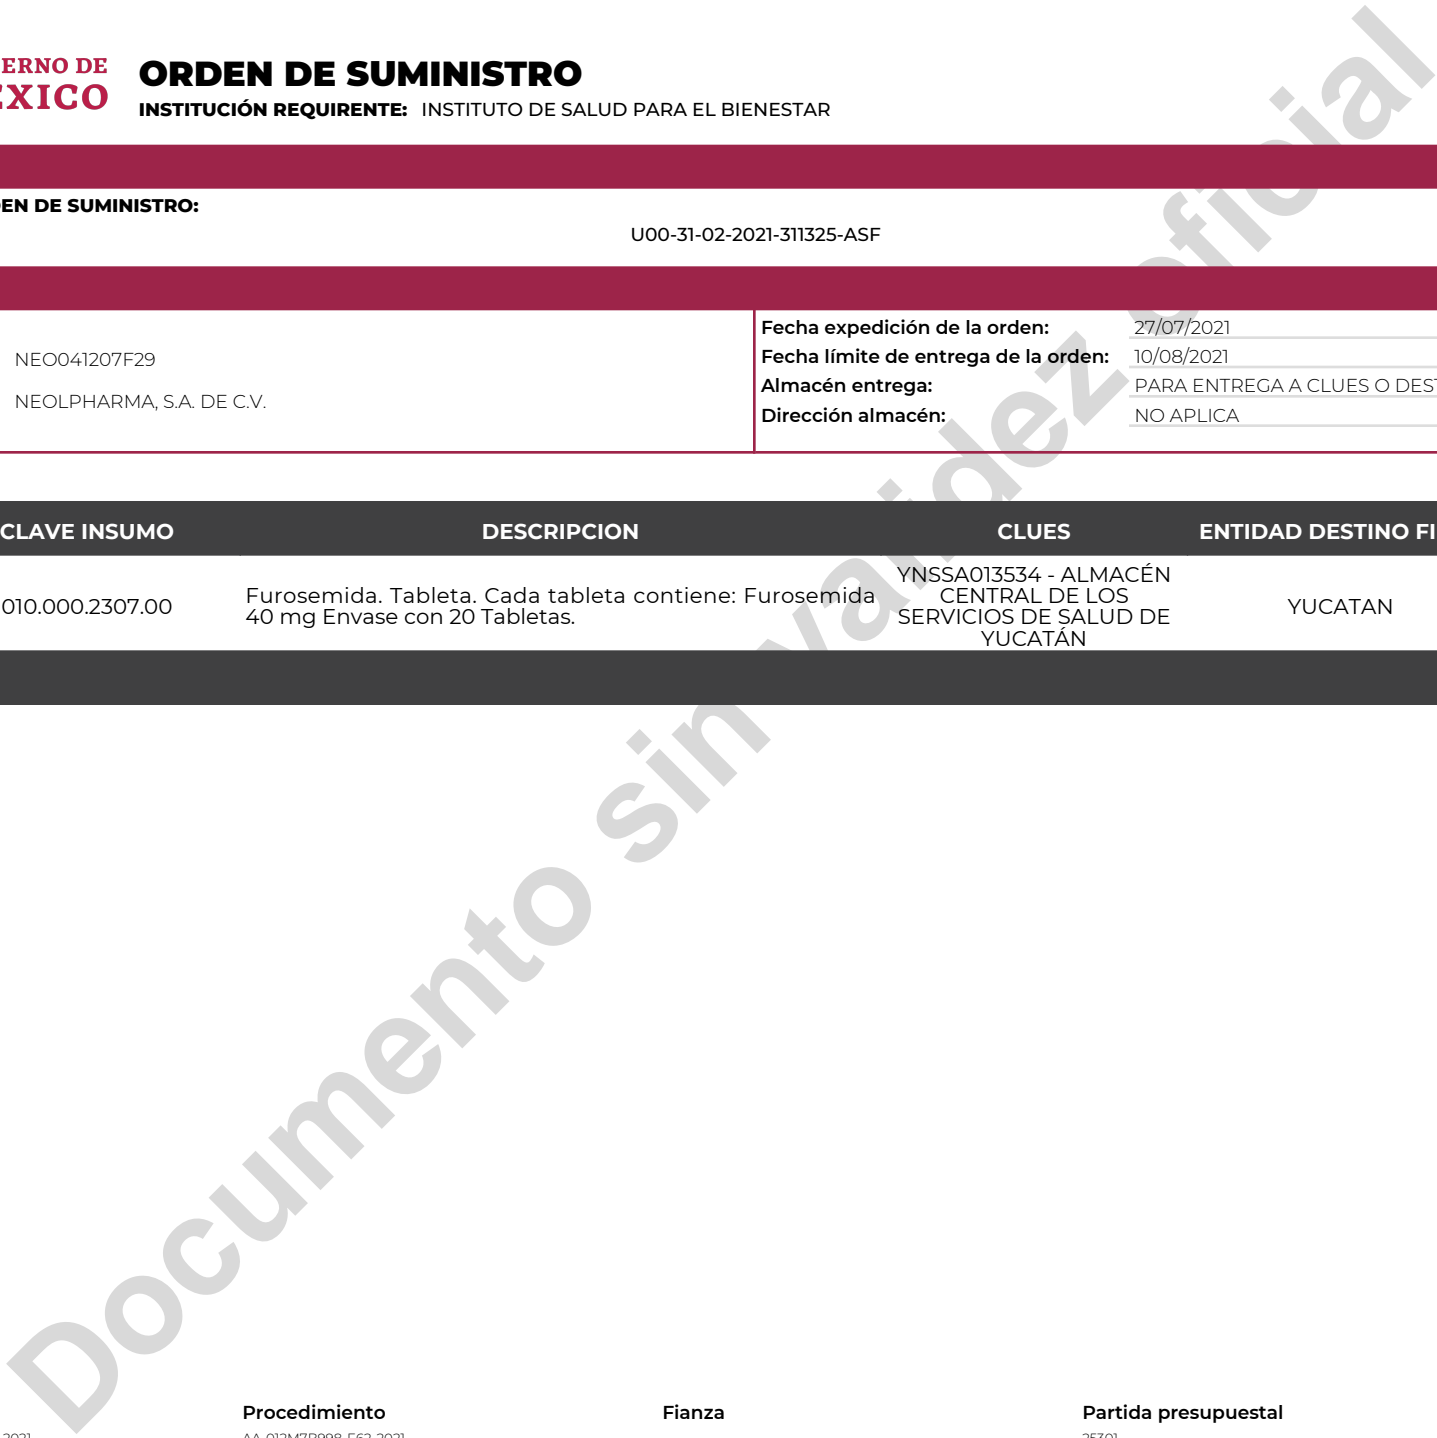 ERNO DE
ÉXICO
ORDEN DE SUMINISTRO
INSTITUCIÓN REQUIRENTE: INSTITUTO DE SALUD PARA EL BIENESTAR
EN DE SUMINISTRO:
U00-31-02-2021-311325-ASF
NEO041207F29
NEOLPHARMA, S.A. DE C.V.
Fecha expedición de la orden: 27/07/2021
Fecha límite de entrega de la orden: 10/08/2021
Almacén entrega: PARA ENTREGA A CLUES O DEST
Dirección almacén: NO APLICA
CLAVE INSUMO DESCRIPCION CLUES ENTIDAD DESTINO FI
010.000.2307.00
Furosemida. Tableta. Cada tableta contiene: Furosemida
40 mg Envase con 20 Tabletas.
YNSSA013534 - ALMACÉN
CENTRAL DE LOS
SERVICIOS DE SALUD DE
YUCATÁN
YUCATAN
Documento sin validez oficial
Procedimiento Fianza Partida presupuestal